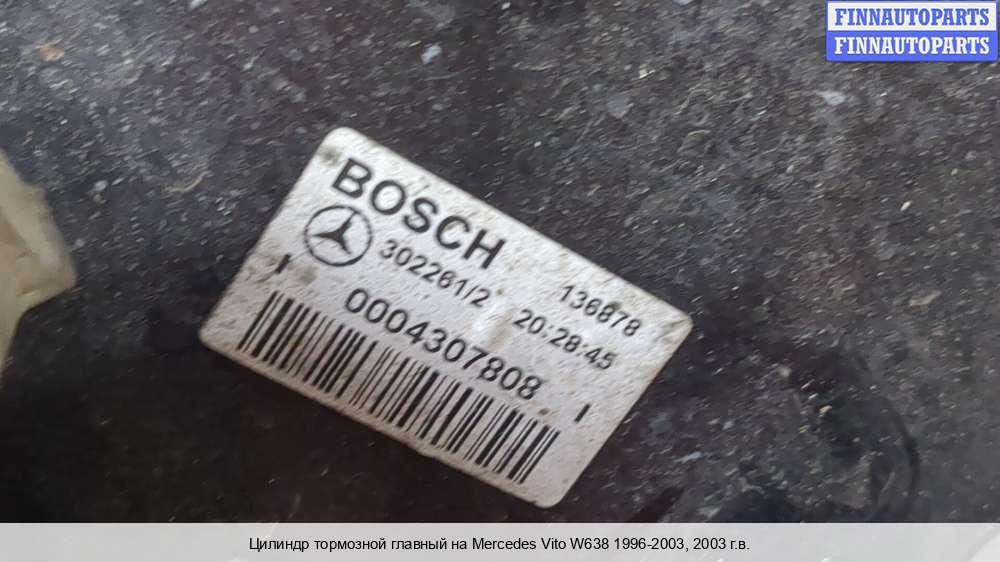 FINNAUTOPARTS
FINNAUTOPARTS
BOSCH
136878
302261/2 20:28:45
0004307808
Цилиндр тормозной главный на Mercedes Vito W638 1996-2003, 2003 г.в.